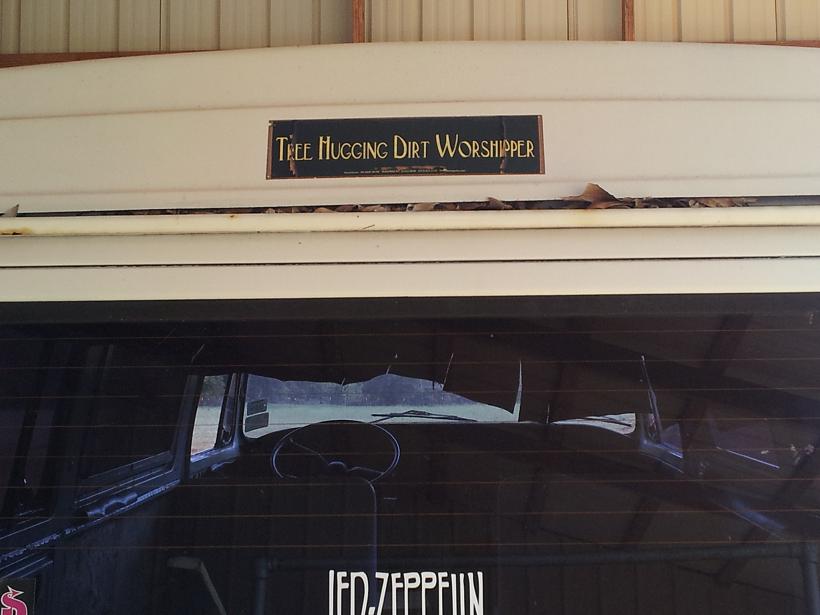 TREE HUGGING DIRT WORSHIPPER
LED ZEPPELIN
S